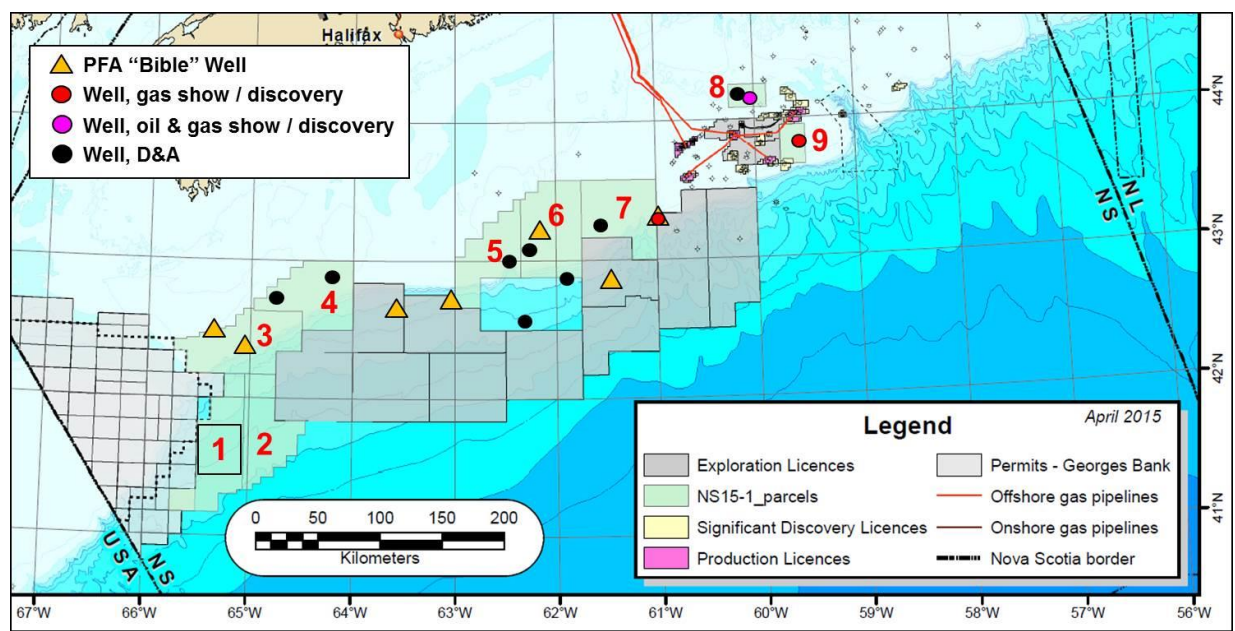 Halifax
PFA “Bible” Well
Well, gas show / discovery
Well, oil & gas show / discovery
Well, D&A
8
9
44°N
NS
NL
43°N
6
7
5
4
3
42°N
1
2
41°N
USA
NS
0 50 100 150 200
Kilometers
Legend
April 2015
Exploration Licences
NS15-1_parcels
Significant Discovery Licences
Production Licences
Permits - Georges Bank
Offshore gas pipelines
Onshore gas pipelines
Nova Scotia border
67°W 66°W 65°W 64°W 63°W 62°W 61°W 60°W 59°W 58°W 57°W 56°W